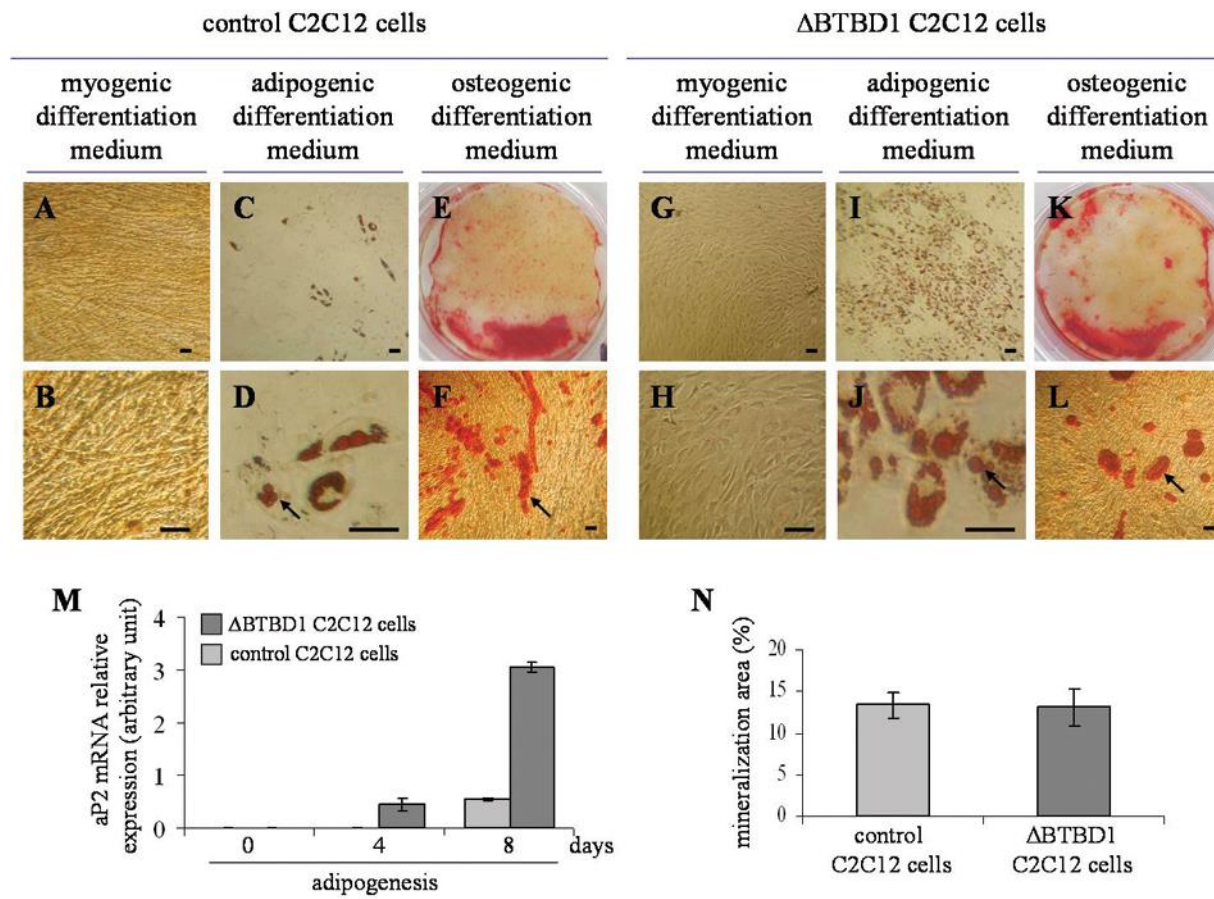 control C2C12 cells
ΔBTBD1 C2C12 cells
myogenic
differentiation
medium
adipogenic
differentiation
medium
osteogenic
differentiation
medium
myogenic
differentiation
medium
adipogenic
differentiation
medium
osteogenic
differentiation
medium
A
C
E
G
I
K
B
D
F
H
J
L
M
aP2 mRNA relative
expression (arbitrary unit)
4
3
2
1
0
ΔBTBD1 C2C12 cells
control C2C12 cells
0 4 8 days
adipogenesis
N
mineralization area (%)
20
15
10
5
0
control
C2C12 cells
ΔBTBD1
C2C12 cells